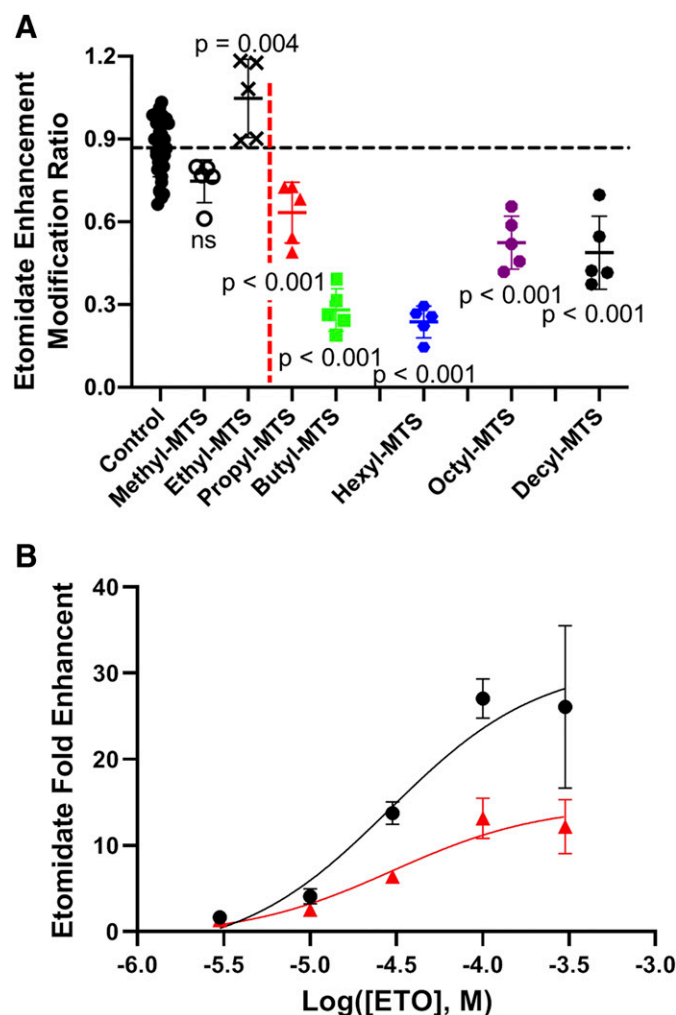 A
Etomidate Enhancement
Modification Ratio
1.2
0.9
0.6
0.3
0.0
p = 0.004
ns
p < 0.001
p < 0.001
p < 0.001
p < 0.001
p < 0.001
Control
Methyl-MTS
Ethyl-MTS
Propyl-MTS
Butyl-MTS
Hexyl-MTS
Octyl-MTS
Decyl-MTS
B
Etomidate Fold Enhancent
40
30
20
10
0
-6.0 -5.5 -5.0 -4.5 -4.0 -3.5 -3.0
Log([ETO], M)